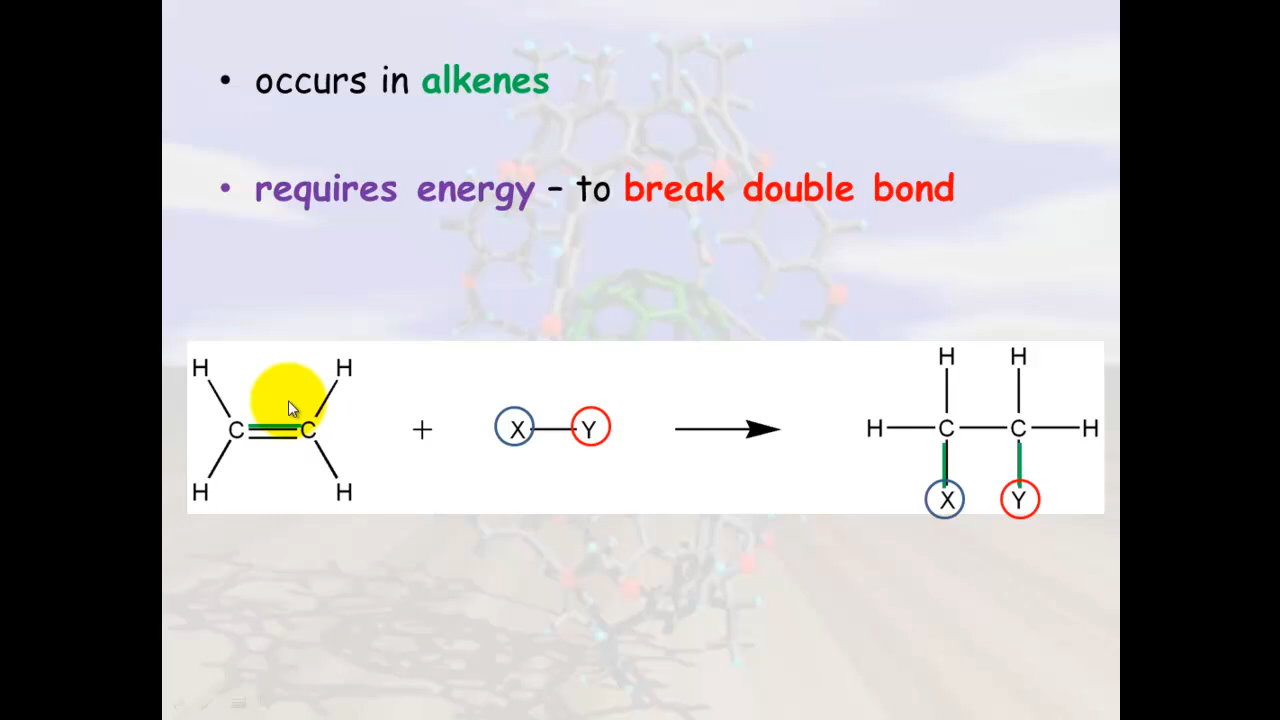 • occurs in alkenes
• requires energy – to break double bond
H H H H
C C + X Y H C C H
H H X Y